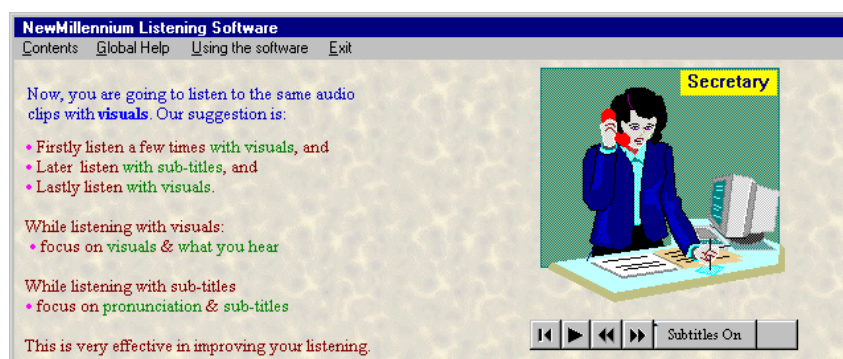 NewMillennium Listening Software
Contents Global Help Using the software Exit
Now, you are going to listen to the same audio
clips with visuals. Our suggestion is:
• Firstly listen a few times with visuals, and
• Later listen with sub-titles, and
• Lastly listen with visuals.
While listening with visuals:
• focus on visuals & what you hear
While listening with sub-titles
• focus on pronunciation & sub-titles
This is very effective in improving your listening.
Secretary
Subtitles On